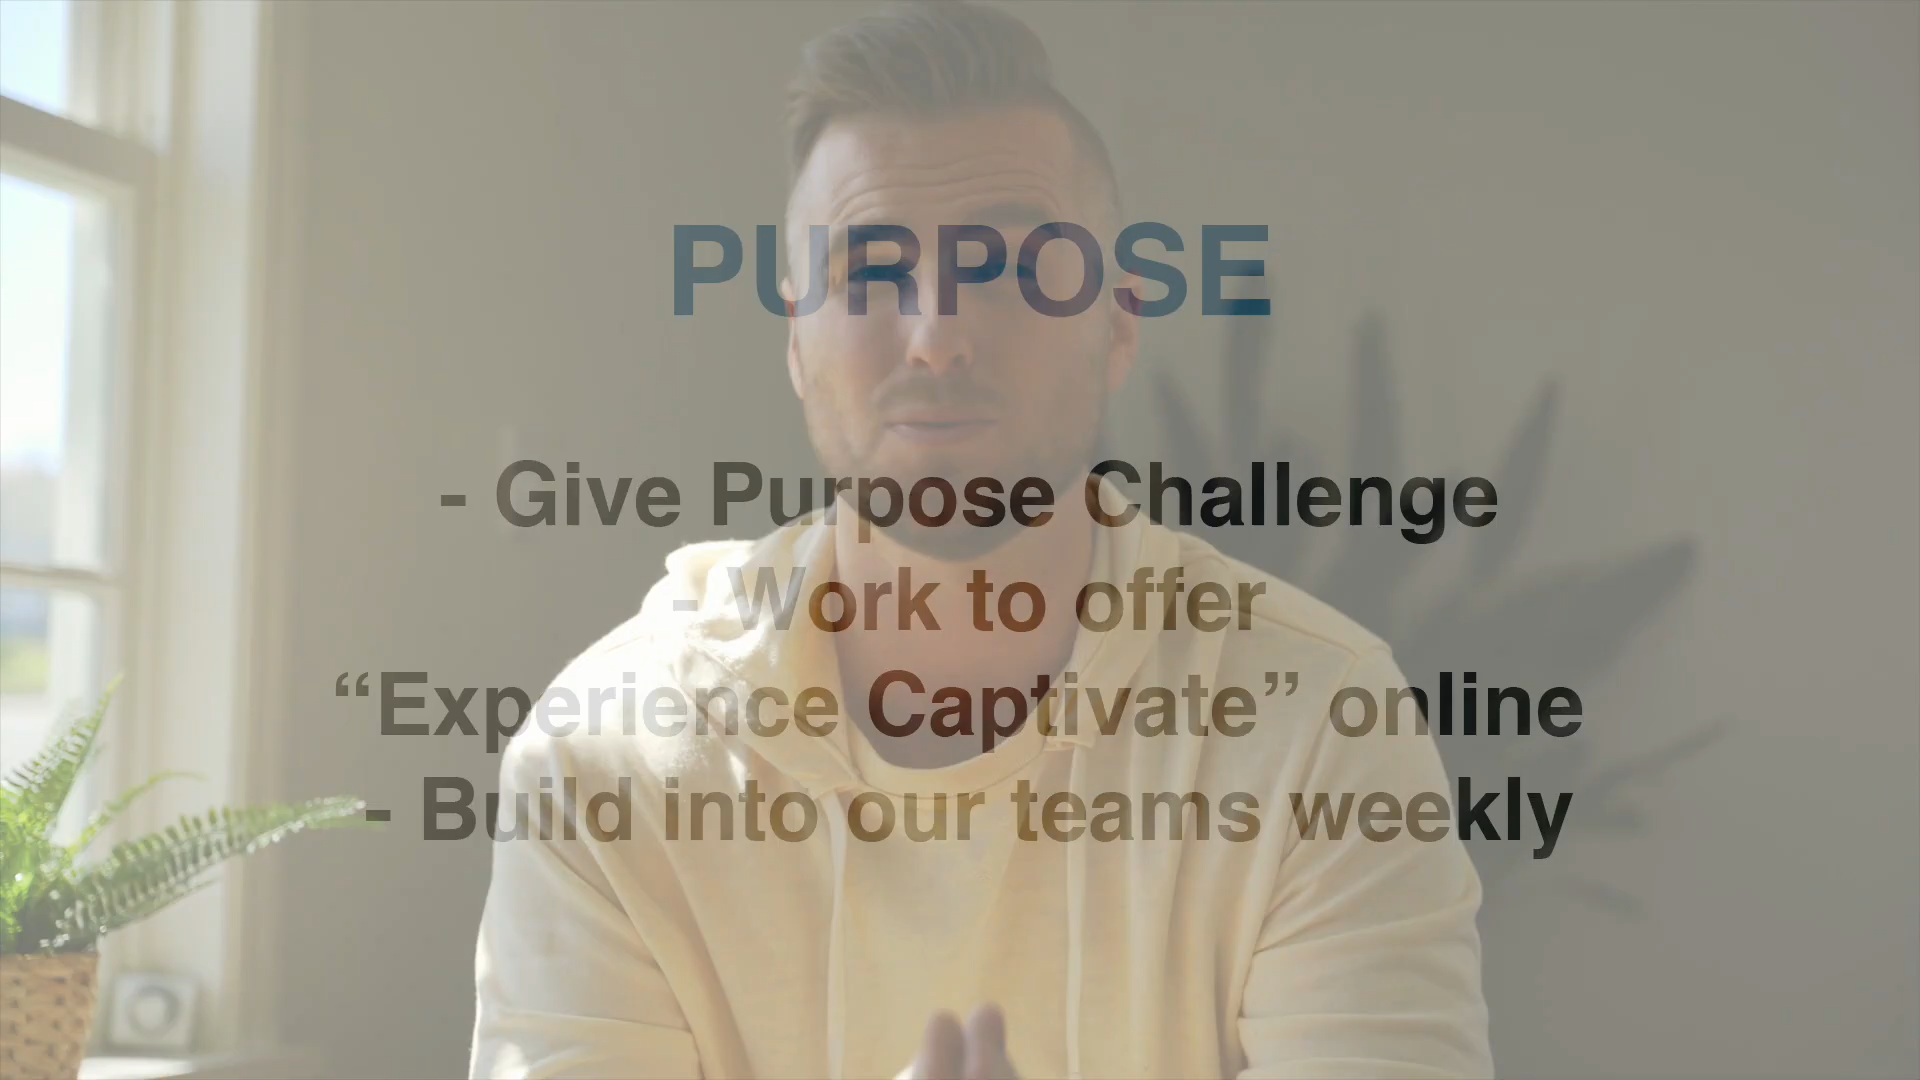 PURPOSE
- Give Purpose Challenge
- Work to offer
“Experience Captivate” online
- Build into our teams weekly